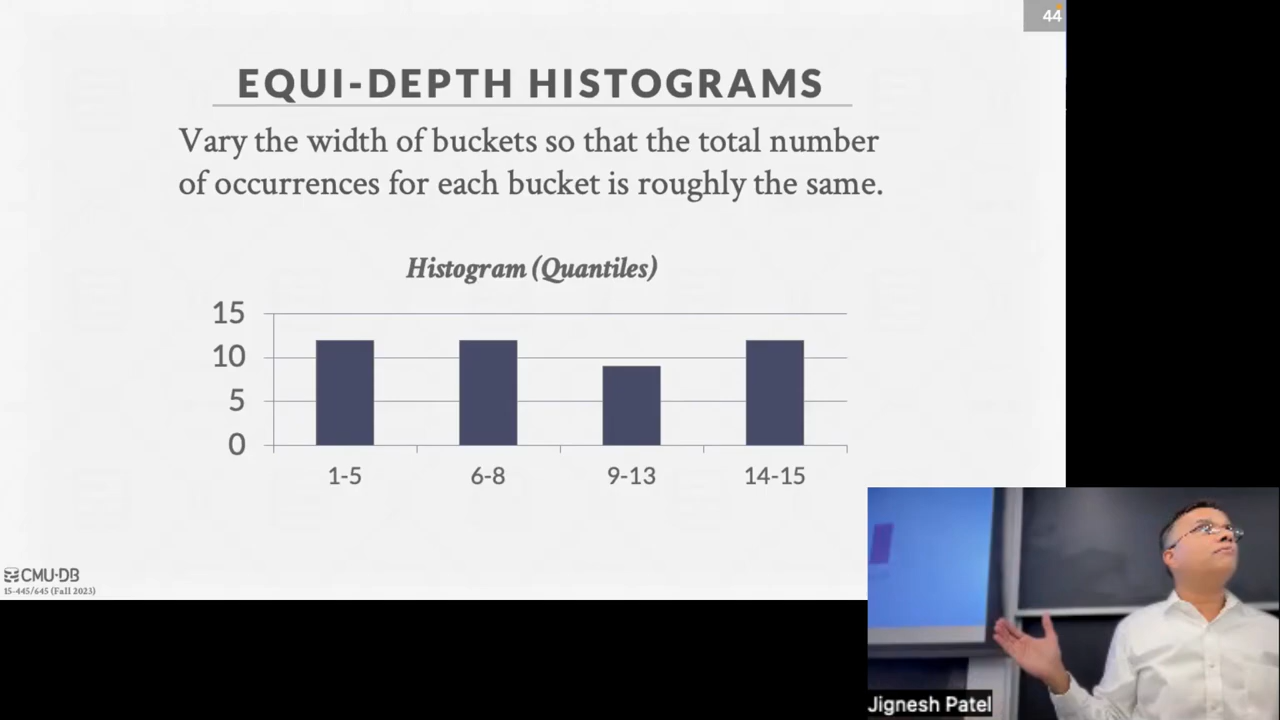 44
EQUI-DEPTH HISTOGRAMS
Vary the width of buckets so that the total number
of occurrences for each bucket is roughly the same.
Histogram (Quantiles)
15
10
5
0
1-5 6-8 9-13 14-15
CMU·DB
15-445/645 (Fall 2023)
Jignesh Patel